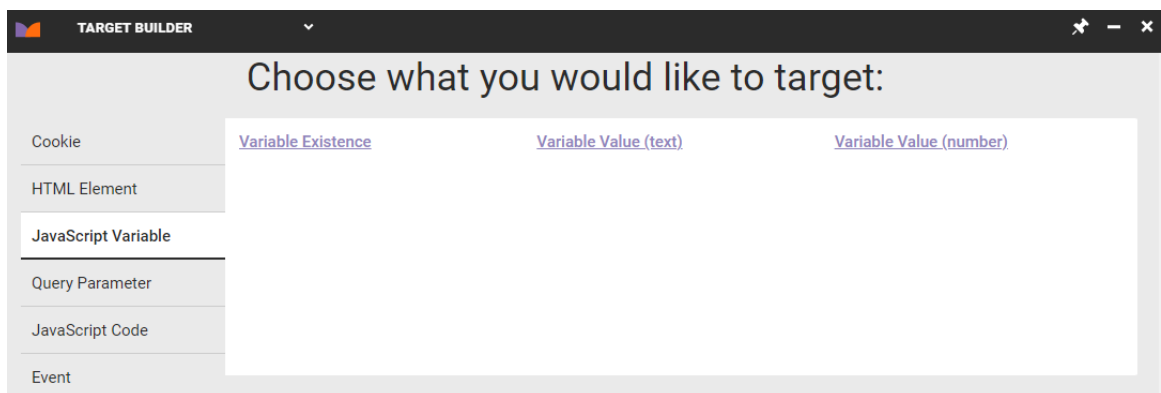 TARGET BUILDER
Choose what you would like to target:
Cookie
HTML Element
JavaScript Variable
Query Parameter
JavaScript Code
Event
Variable Existence
Variable Value (text)
Variable Value (number)